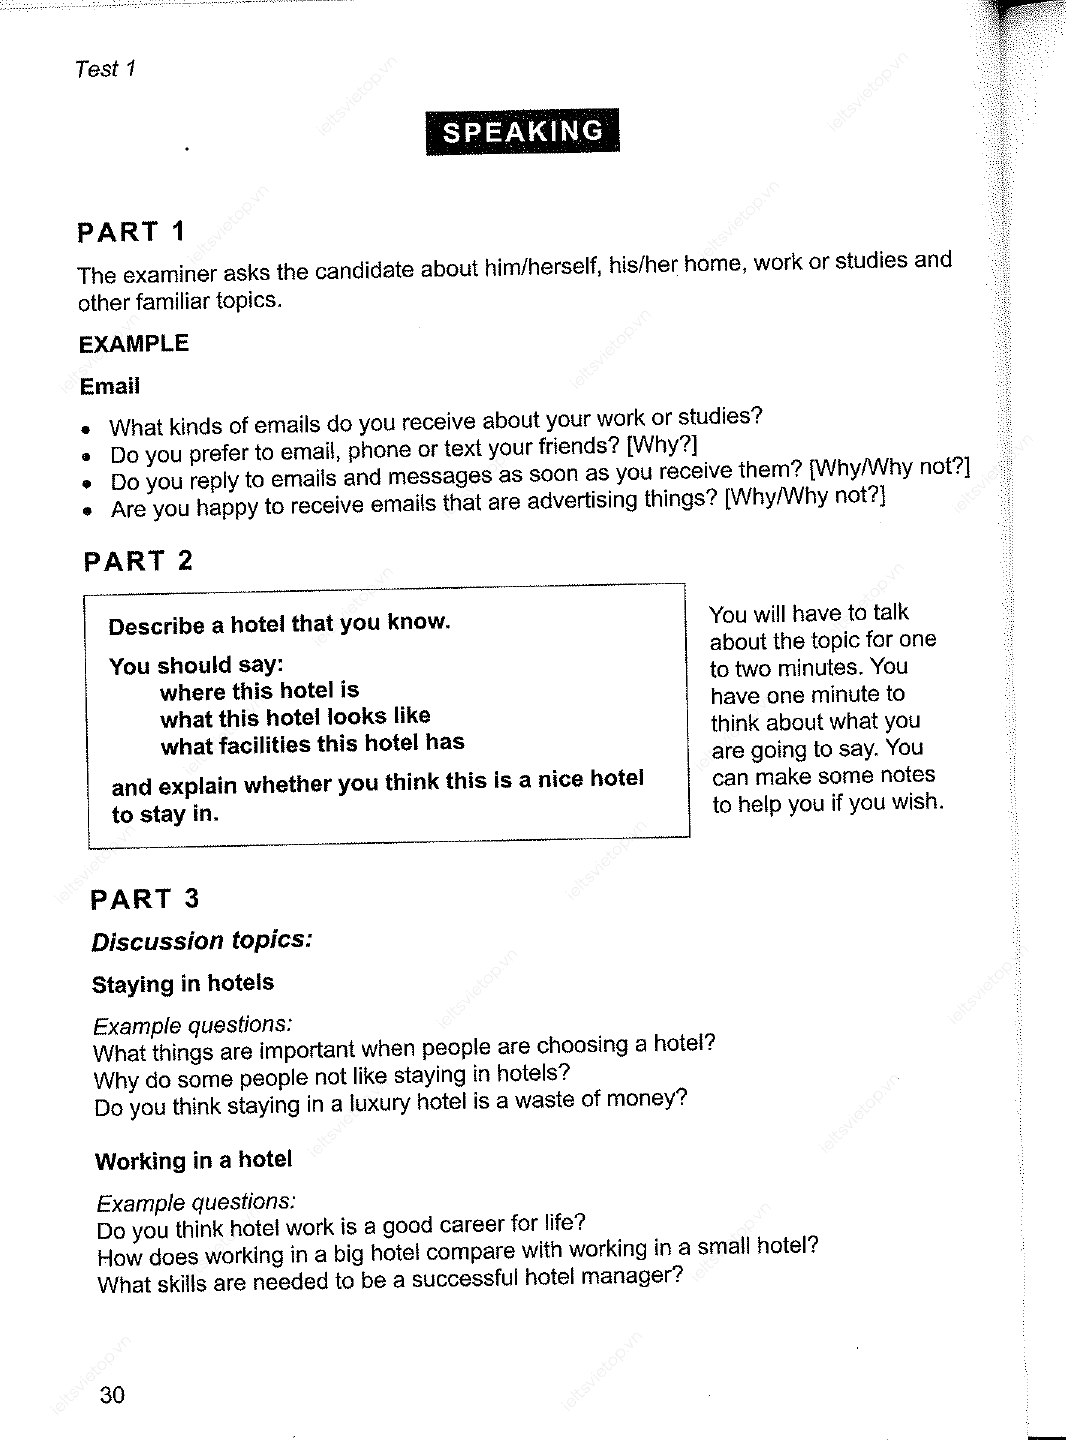 Test 1
SPEAKING
PART 1
The examiner asks the candidate about him/herself, his/her home, work or studies and
other familiar topics.
EXAMPLE
Email
• What kinds of emails do you receive about your work or studies?
• Do you prefer to email, phone or text your friends? [Why?]
• Do you reply to emails and messages as soon as you receive them? [Why/Why not?]
• Are you happy to receive emails that are advertising things? [Why/Why not?]
PART 2
Describe a hotel that you know.
You should say:
where this hotel is
what this hotel looks like
what facilities this hotel has
and explain whether you think this is a nice hotel
to stay in.
You will have to talk
about the topic for one
to two minutes. You
have one minute to
think about what you
are going to say. You
can make some notes
to help you if you wish.
PART 3
Discussion topics:
Staying in hotels
Example questions:
What things are important when people are choosing a hotel?
Why do some people not like staying in hotels?
Do you think staying in a luxury hotel is a waste of money?
Working in a hotel
Example questions:
Do you think hotel work is a good career for life?
How does working in a big hotel compare with working in a small hotel?
What skills are needed to be a successful hotel manager?
30
ieltsvietop.vn